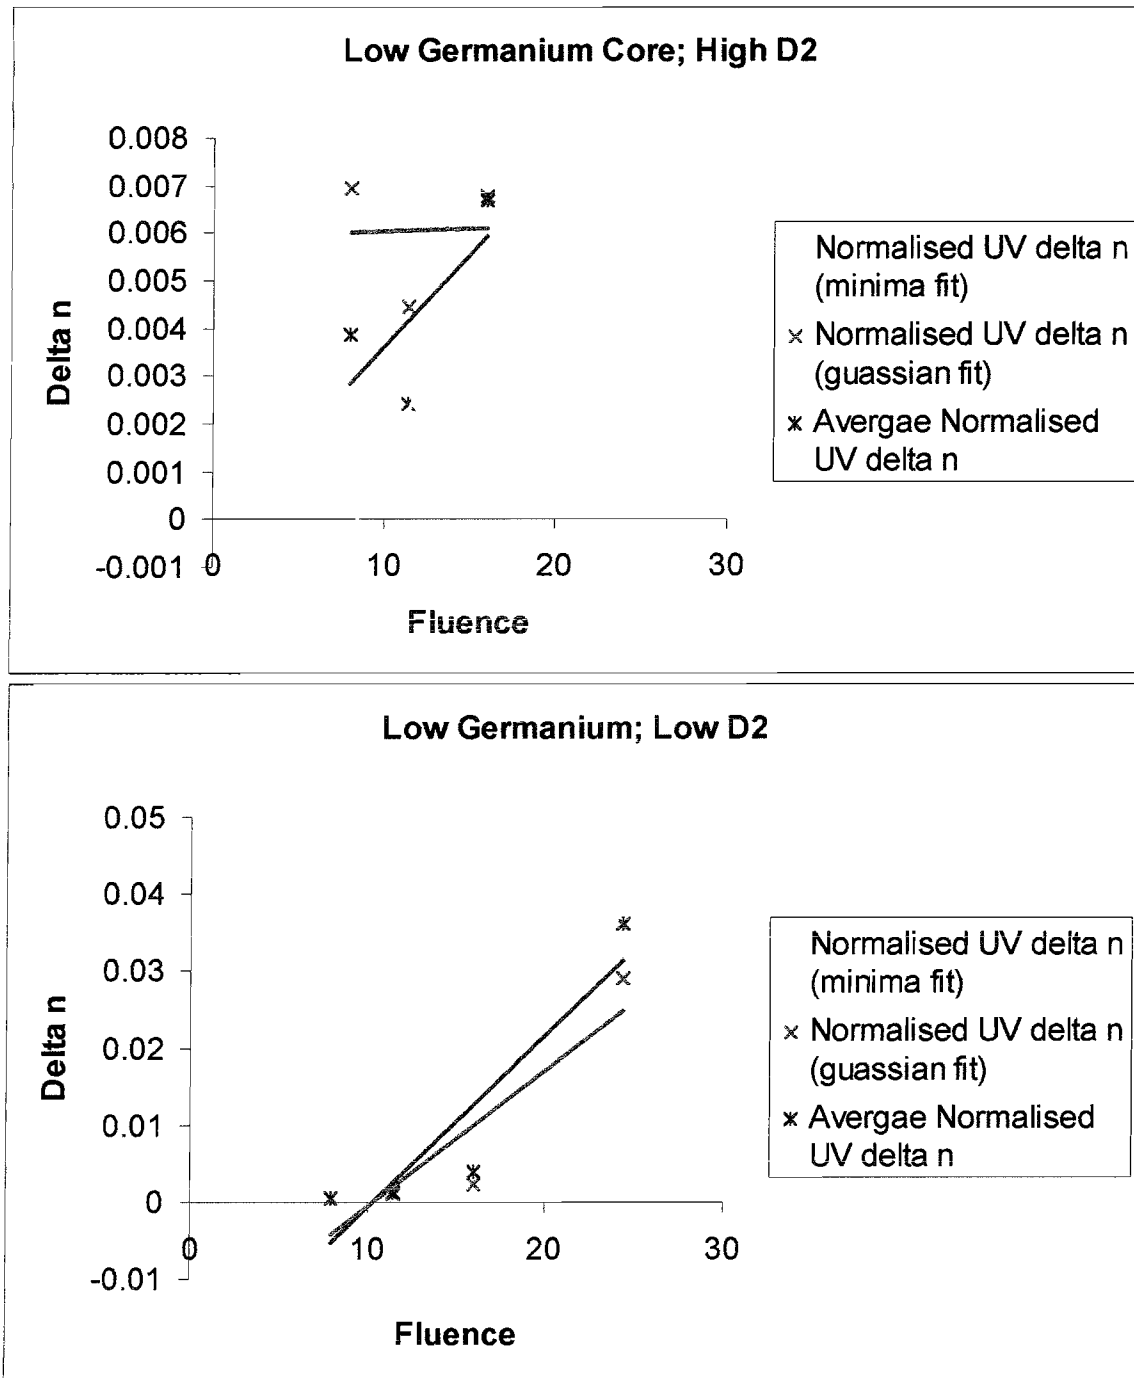 Low Germanium Core; High D2
0.008
0.007
0.006
0.005
0.004
0.003
0.002
0.001
0
-0.001
0
10
20
30
Delta n
Fluence
Normalised UV delta n
(minima fit)
Normalised UV delta n
(guassian fit)
Avergae Normalised
UV delta n
Low Germanium; Low D2
0.05
0.04
0.03
0.02
0.01
0
-0.01
0
10
20
30
Delta n
Fluence
Normalised UV delta n
(minima fit)
Normalised UV delta n
(guassian fit)
Avergae Normalised
UV delta n